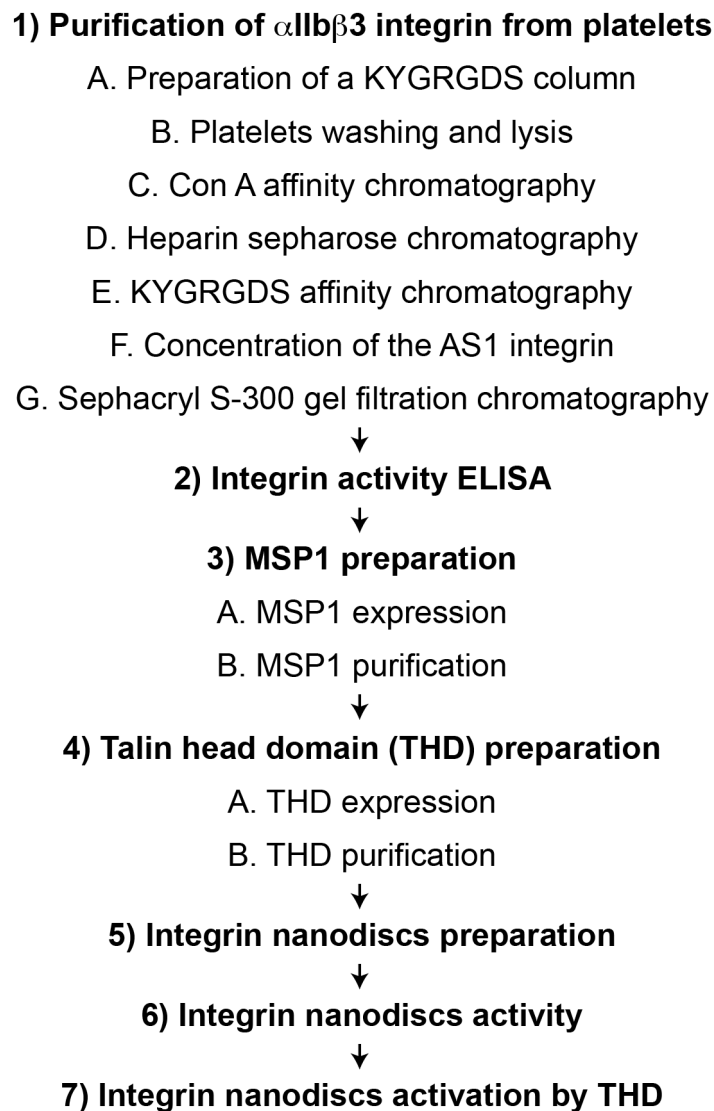 1) Purification of αIIbβ3 integrin from platelets
A. Preparation of a KYGRGDS column
B. Platelets washing and lysis
C. Con A affinity chromatography
D. Heparin sepharose chromatography
E. KYGRGDS affinity chromatography
F. Concentration of the AS1 integrin
G. Sephacryl S-300 gel filtration chromatography
2) Integrin activity ELISA
3) MSP1 preparation
A. MSP1 expression
B. MSP1 purification
4) Talin head domain (THD) preparation
A. THD expression
B. THD purification
5) Integrin nanodiscs preparation
6) Integrin nanodiscs activity
7) Integrin nanodiscs activation by THD